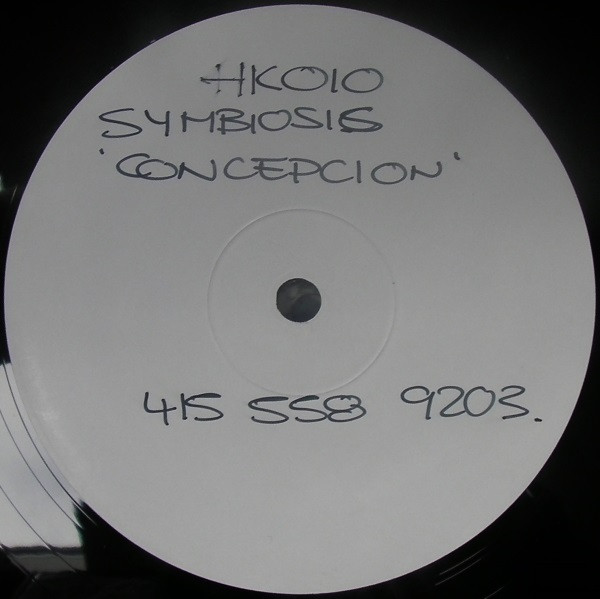 HK010
SYMBIOSIS
'CONCEPCION'
415 558 9203.